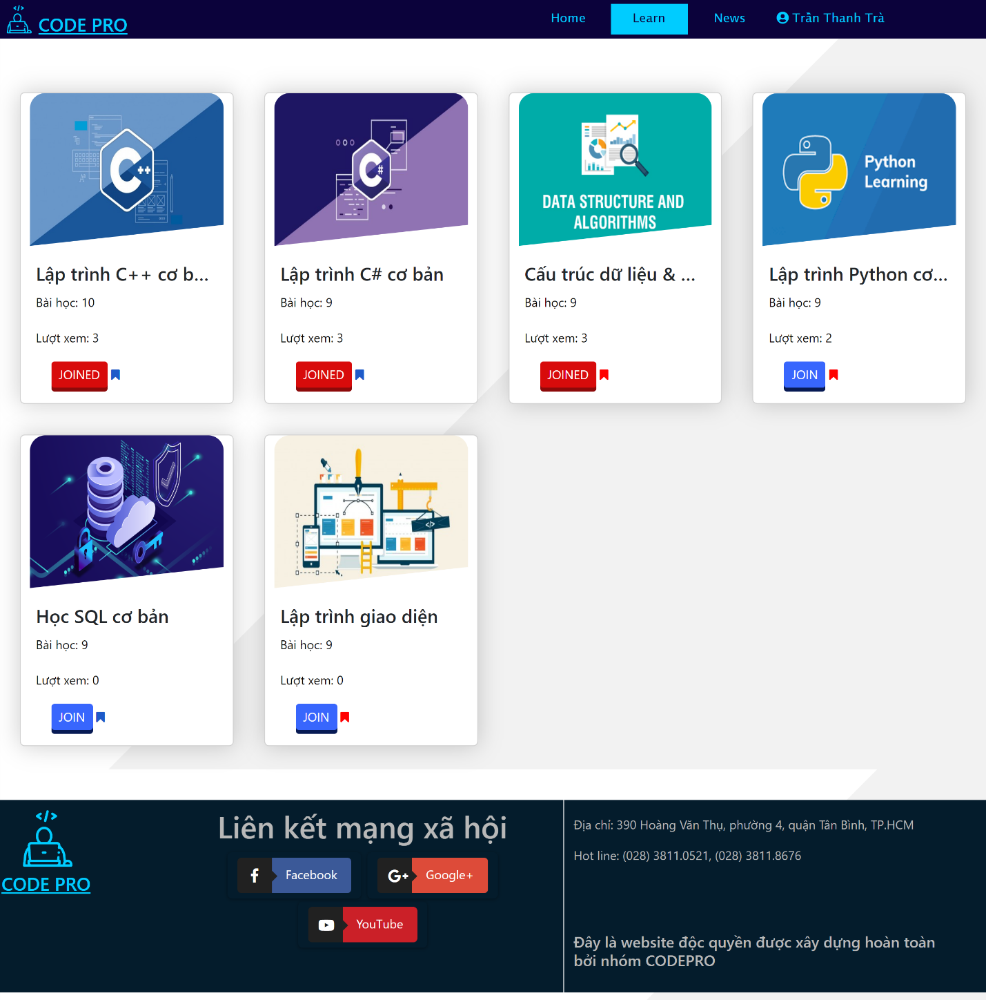 CODE PRO
Home
Learn
News
Trần Thanh Trà
C++
C#
DATA STRUCTURE AND
ALGORITHMS
Python
Learning
Lập trình C++ cơ b...
Bài học: 10
Lượt xem: 3
JOINED
Lập trình C# cơ bản
Bài học: 9
Lượt xem: 3
JOINED
Cấu trúc dữ liệu & ...
Bài học: 9
Lượt xem: 3
JOINED
Lập trình Python cơ...
Bài học: 9
Lượt xem: 2
JOIN
</>
Học SQL cơ bản
Bài học: 9
Lượt xem: 0
JOIN
Lập trình giao diện
Bài học: 9
Lượt xem: 0
JOIN
CODE PRO
Liên kết mạng xã hội
Facebook
Google+
YouTube
Địa chỉ: 390 Hoàng Văn Thụ, phường 4, quận Tân Bình, TP.HCM
Hot line: (028) 3811.0521, (028) 3811.8676
Đây là website độc quyền được xây dựng hoàn toàn
bởi nhóm CODEPRO